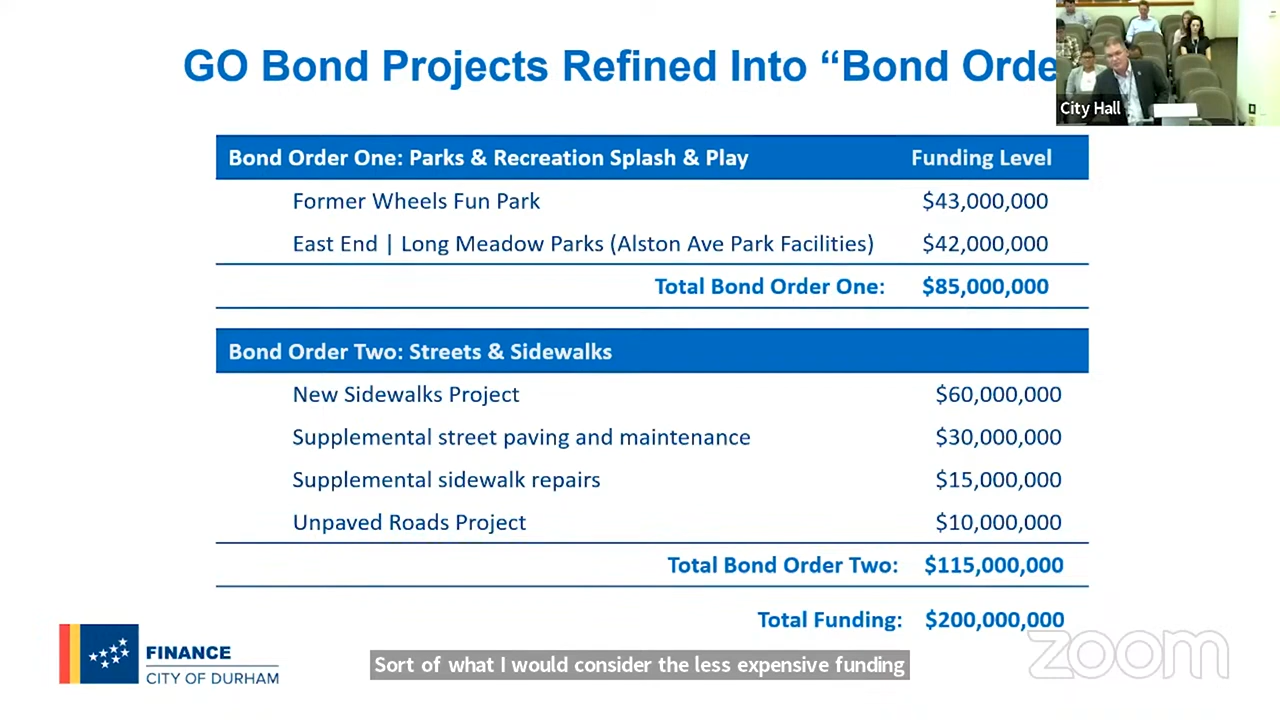 GO Bond Projects Refined Into “Bond Orde
City Hall
Bond Order One: Parks & Recreation Splash & Play Funding Level
Former Wheels Fun Park $43,000,000
East End | Long Meadow Parks (Alston Ave Park Facilities) $42,000,000
Total Bond Order One: $85,000,000
Bond Order Two: Streets & Sidewalks
New Sidewalks Project $60,000,000
Supplemental street paving and maintenance $30,000,000
Supplemental sidewalk repairs $15,000,000
Unpaved Roads Project $10,000,000
Total Bond Order Two: $115,000,000
Total Funding: $200,000,000
FINANCE
CITY OF DURHAM
Sort of what I would consider the less expensive funding
zoom